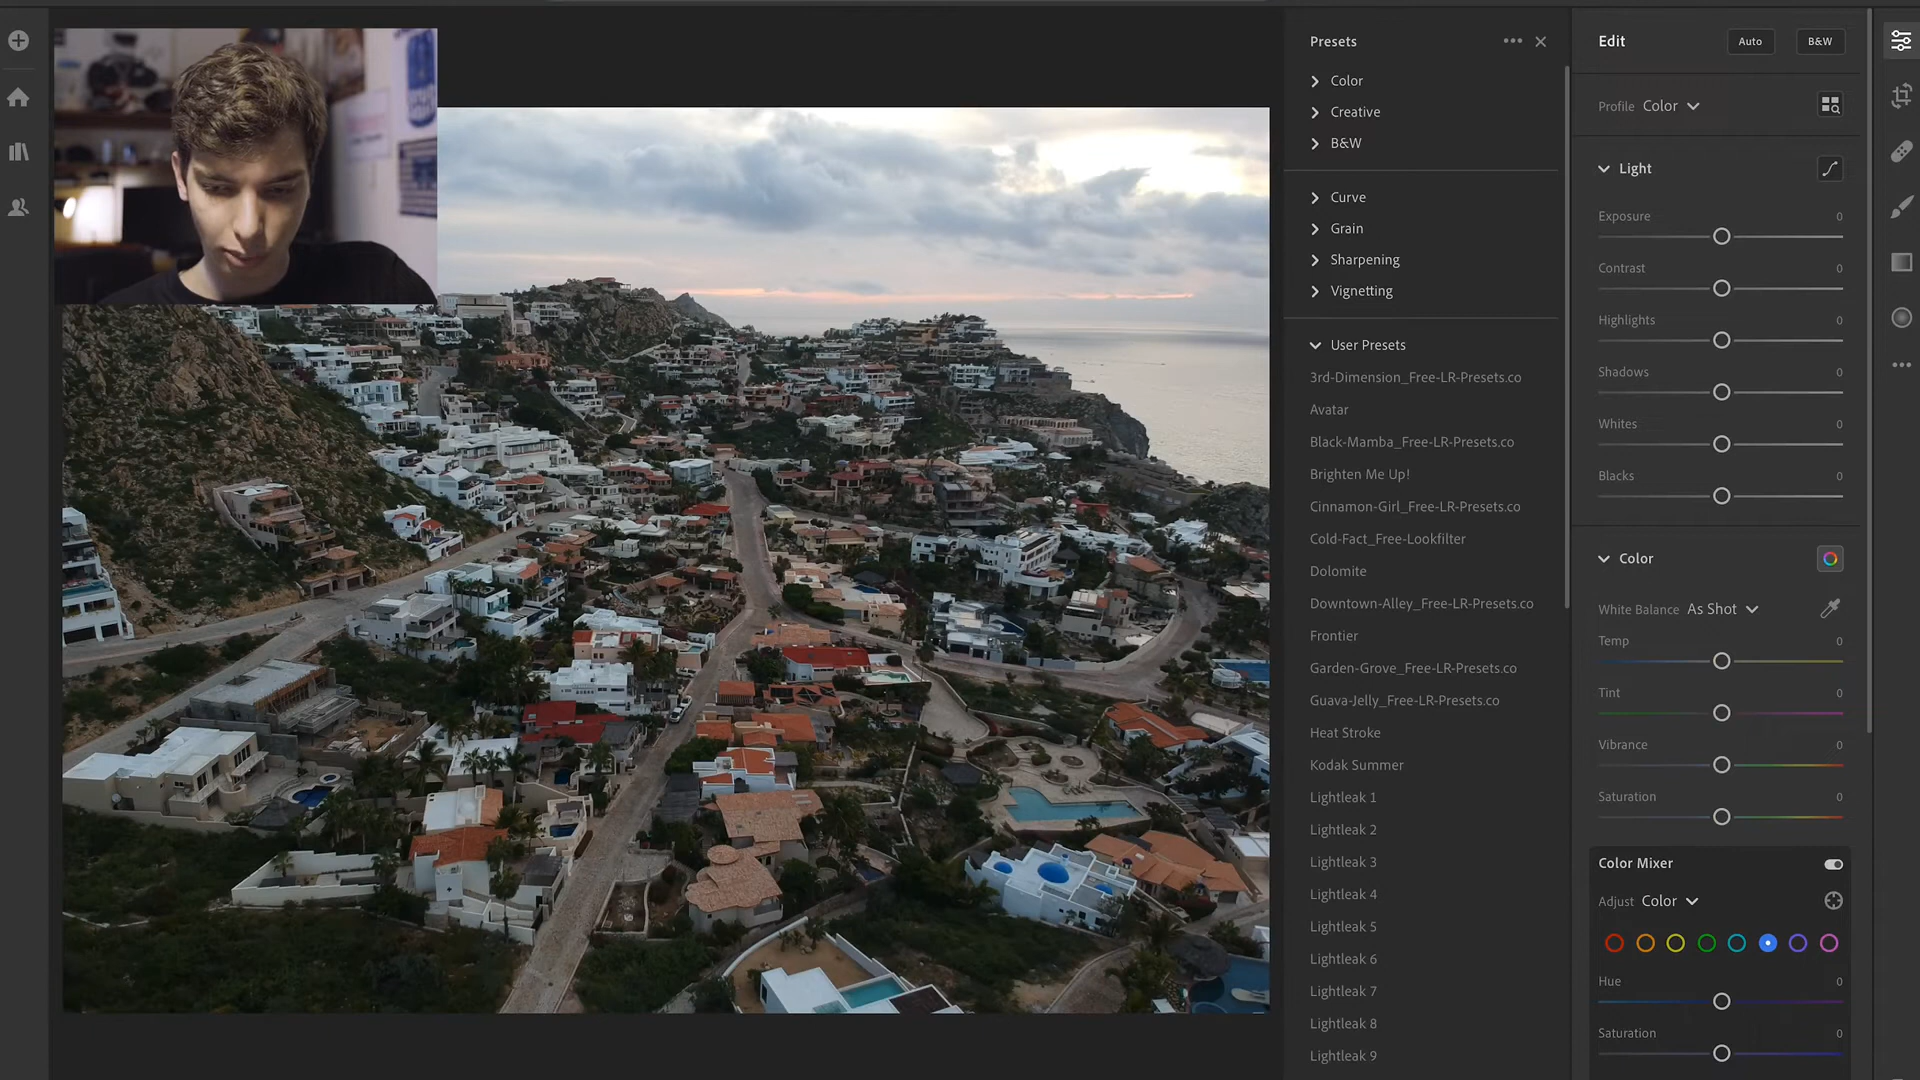 Presets
Color
Creative
B&W
Curve
Grain
Sharpening
Vignetting
User Presets
3rd-Dimension_Free-LR-Presets.co
Avatar
Black-Mamba_Free-LR-Presets.co
Brighten Me Up!
Cinnamon-Girl_Free-LR-Presets.co
Cold-Fact_Free-Lookfilter
Dolomite
Downtown-Alley_Free-LR-Presets.co
Frontier
Garden-Grove_Free-LR-Presets.co
Guava-Jelly_Free-LR-Presets.co
Heat Stroke
Kodak Summer
Lightleak 1
Lightleak 2
Lightleak 3
Lightleak 4
Lightleak 5
Lightleak 6
Lightleak 7
Lightleak 8
Lightleak 9
Edit Auto B&W
Profile Color
Light
Exposure 0
Contrast 0
Highlights 0
Shadows 0
Whites 0
Blacks 0
Color
White Balance As Shot
Temp 0
Tint 0
Vibrance 0
Saturation 0
Color Mixer
Adjust Color
Hue 0
Saturation 0